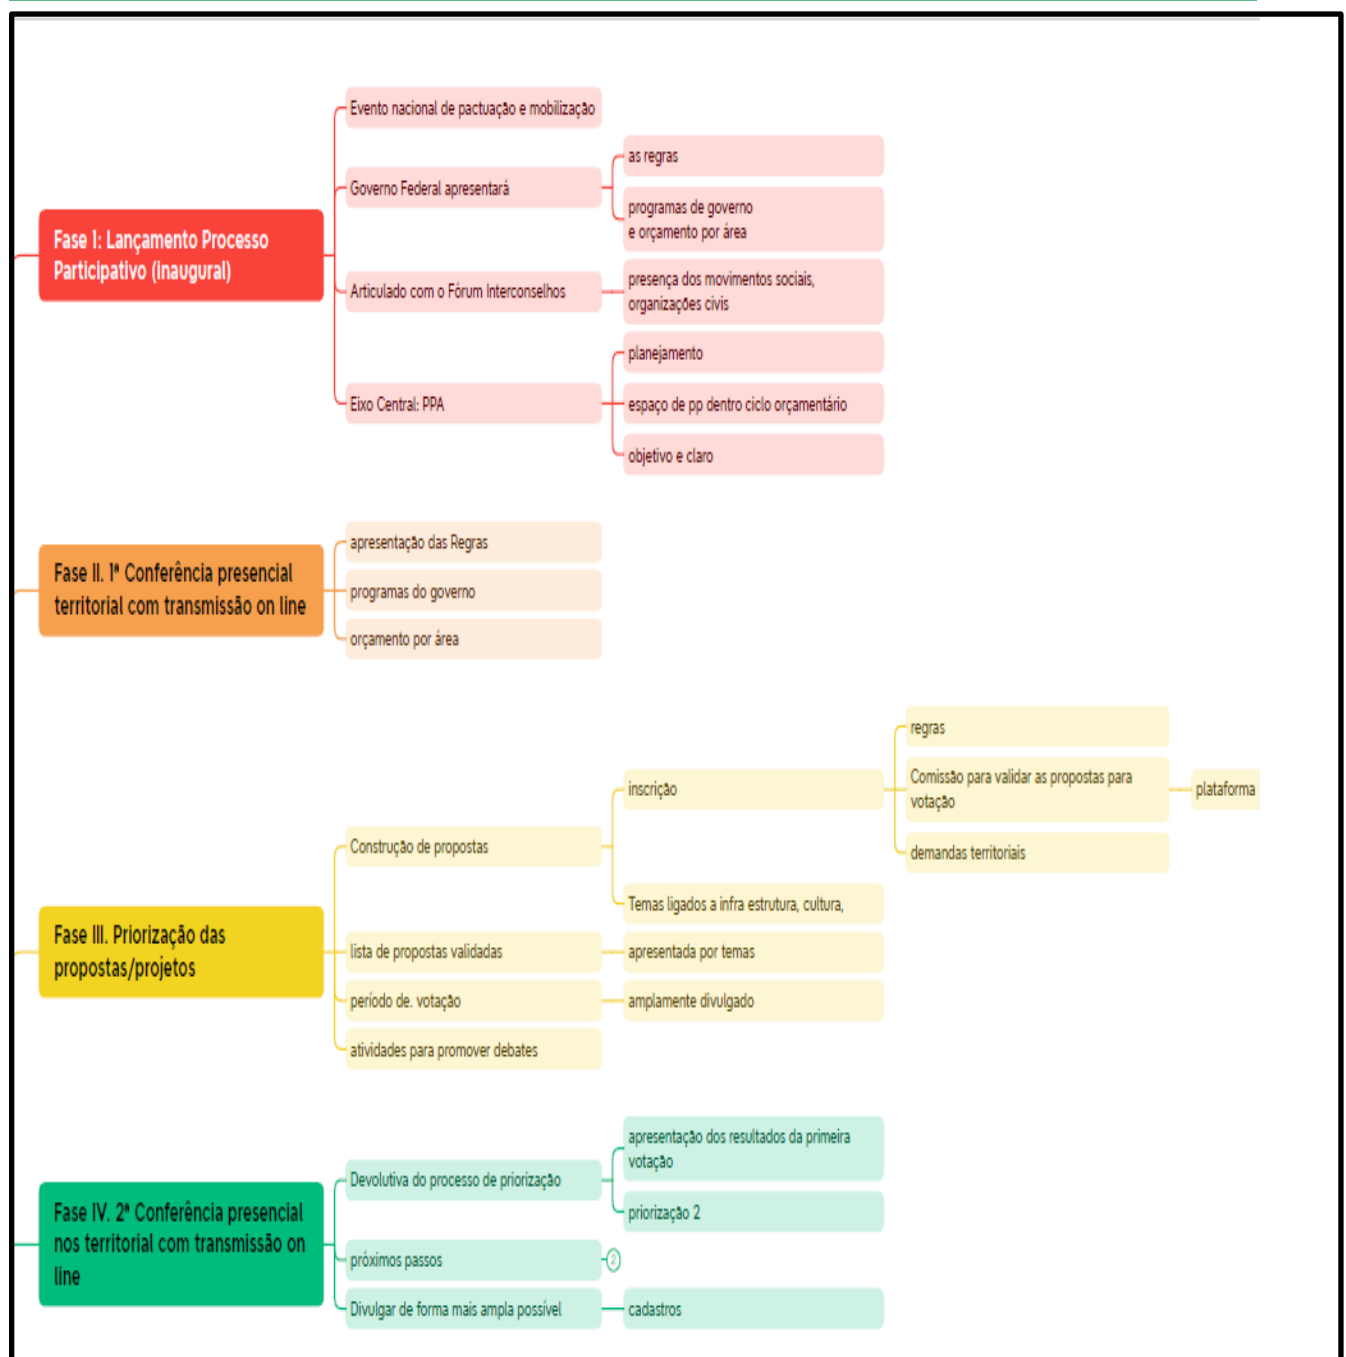 Evento nacional de pactuação e mobilização
as regras
Governo Federal apresentará
programas de governo
e orçamento por área
Fase 1: Lançamento Processo
Participativo (inaugural)
presença dos movimentos sociais,
organizações civis
Articulado com o Fórum Interconselhos
planejamento
Eixo Central: PPA
espaço de pp dentro ciclo orçamentário
objetivo e claro
apresentação das Regras
Fase II. 1ª Conferência presencial
territorial com transmissão on line
programas do governo
orçamento por área
regras
inscrição
Comissão para validar as propostas para
votação
plataforma
Construção de propostas
demandas territoriais
Temas ligados a infra estrutura, cultura,
Fase III. Priorização das
propostas/projetos
lista de propostas validadas
apresentada por temas
período de. votação
amplamente divulgado
atividades para promover debates
apresentação dos resultados da primeira
votação
Devolutiva do processo de priorização
priorização 2
Fase IV. 2ª Conferência presencial
nos territorial com transmissão on
line
próximos passos
2
Divulgar de forma mais ampla possível
cadastros